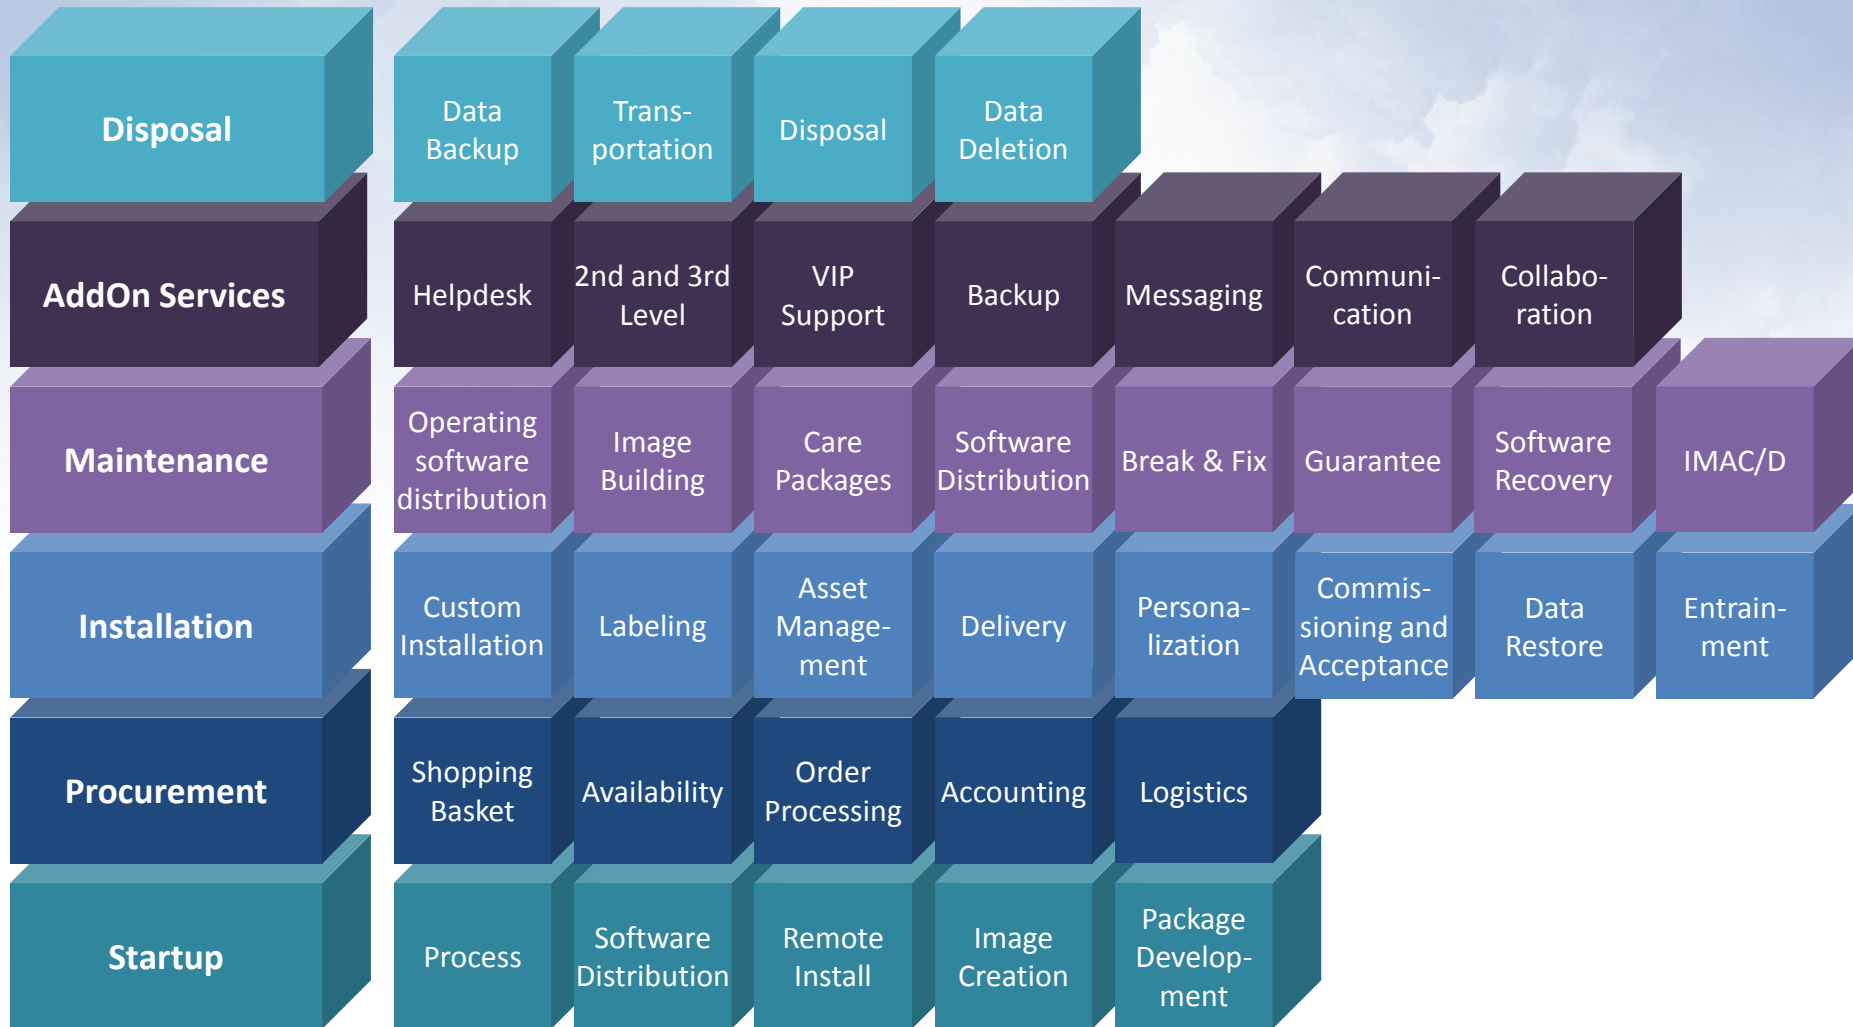 Disposal
Data
Backup
Trans-
portation
Disposal
Data
Deletion
AddOn Services
Helpdesk
2nd and 3rd
Level
VIP
Support
Backup
Messaging
Communi-
cation
Collabo-
ration
Maintenance
Operating
software
distribution
Image
Building
Care
Packages
Software
Distribution
Break & Fix
Guarantee
Software
Recovery
IMAC/D
Installation
Custom
Installation
Labeling
Asset
Manage-
ment
Delivery
Persona-
lization
Commis-
sioning and
Acceptance
Data
Restore
Entrain-
ment
Procurement
Shopping
Basket
Availability
Order
Processing
Accounting
Logistics
Startup
Process
Software
Distribution
Remote
Install
Image
Creation
Package
Develop-
ment